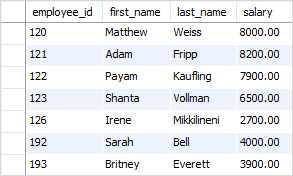 employee_id first_name last_name salary
120 Matthew Weiss 8000.00
121 Adam Fripp 8200.00
122 Payam Kaufling 7900.00
123 Shanta Vollman 6500.00
126 Irene Mikkilineni 2700.00
192 Sarah Bell 4000.00
193 Britney Everett 3900.00